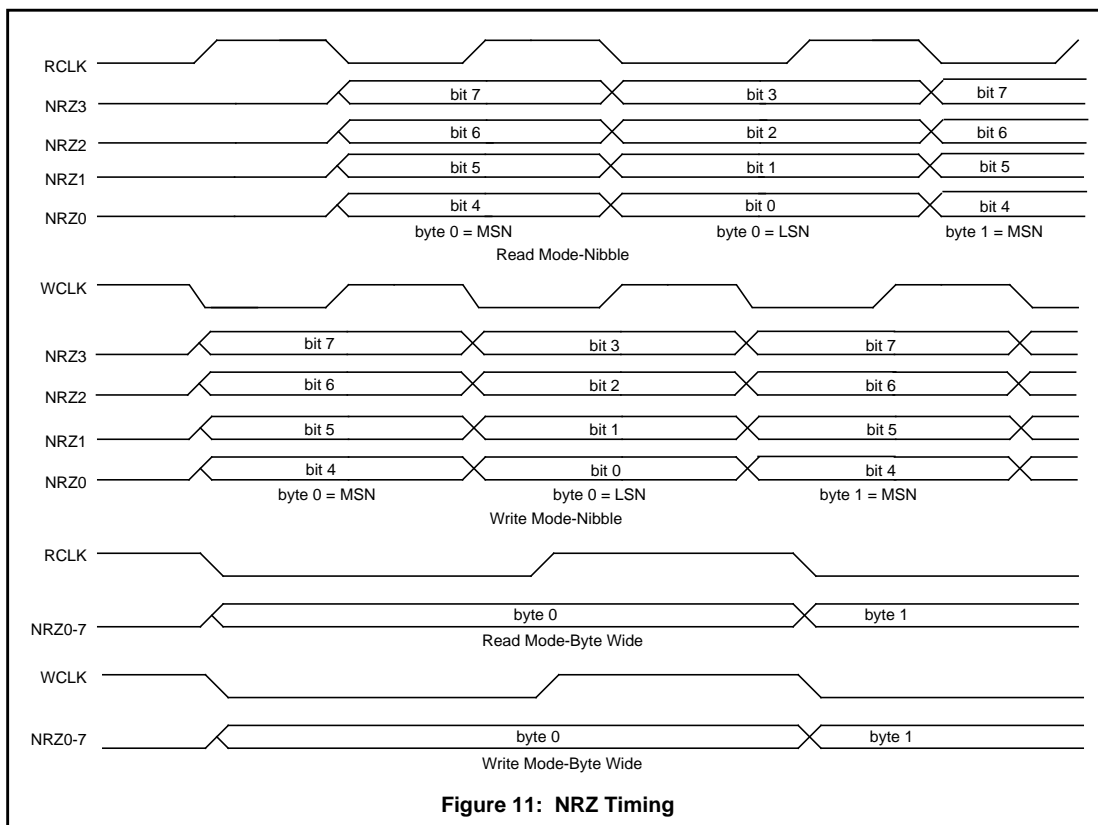 RCLK
NRZ3 bit 7 bit 3 bit 7
NRZ2 bit 6 bit 2 bit 6
NRZ1 bit 5 bit 1 bit 5
NRZ0 bit 4 bit 0 bit 4
byte 0 = MSN byte 0 = LSN byte 1 = MSN
Read Mode-Nibble
WCLK
NRZ3 bit 7 bit 3 bit 7
NRZ2 bit 6 bit 2 bit 6
NRZ1 bit 5 bit 1 bit 5
NRZ0 bit 4 bit 0 bit 4
byte 0 = MSN byte 0 = LSN byte 1 = MSN
Write Mode-Nibble
RCLK
NRZ0-7 byte 0 byte 1
Read Mode-Byte Wide
WCLK
NRZ0-7 byte 0 byte 1
Write Mode-Byte Wide
Figure 11: NRZ Timing